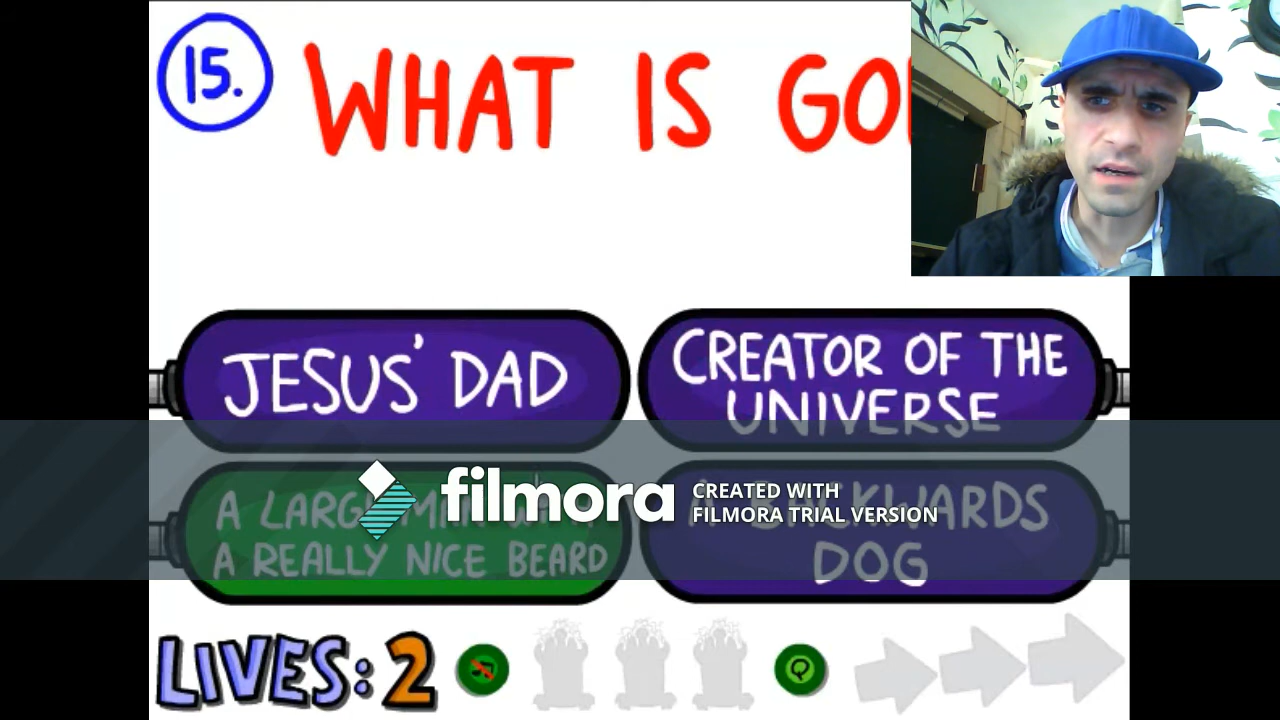 15.
WHAT IS GO
JESUS' DAD
CREATOR OF THE
UNIVERSE
A REALLY NICE BEARD
BACKWARDS
DOG
filmora
CREATED WITH
FILMORA TRIAL VERSION
LIVES: 2